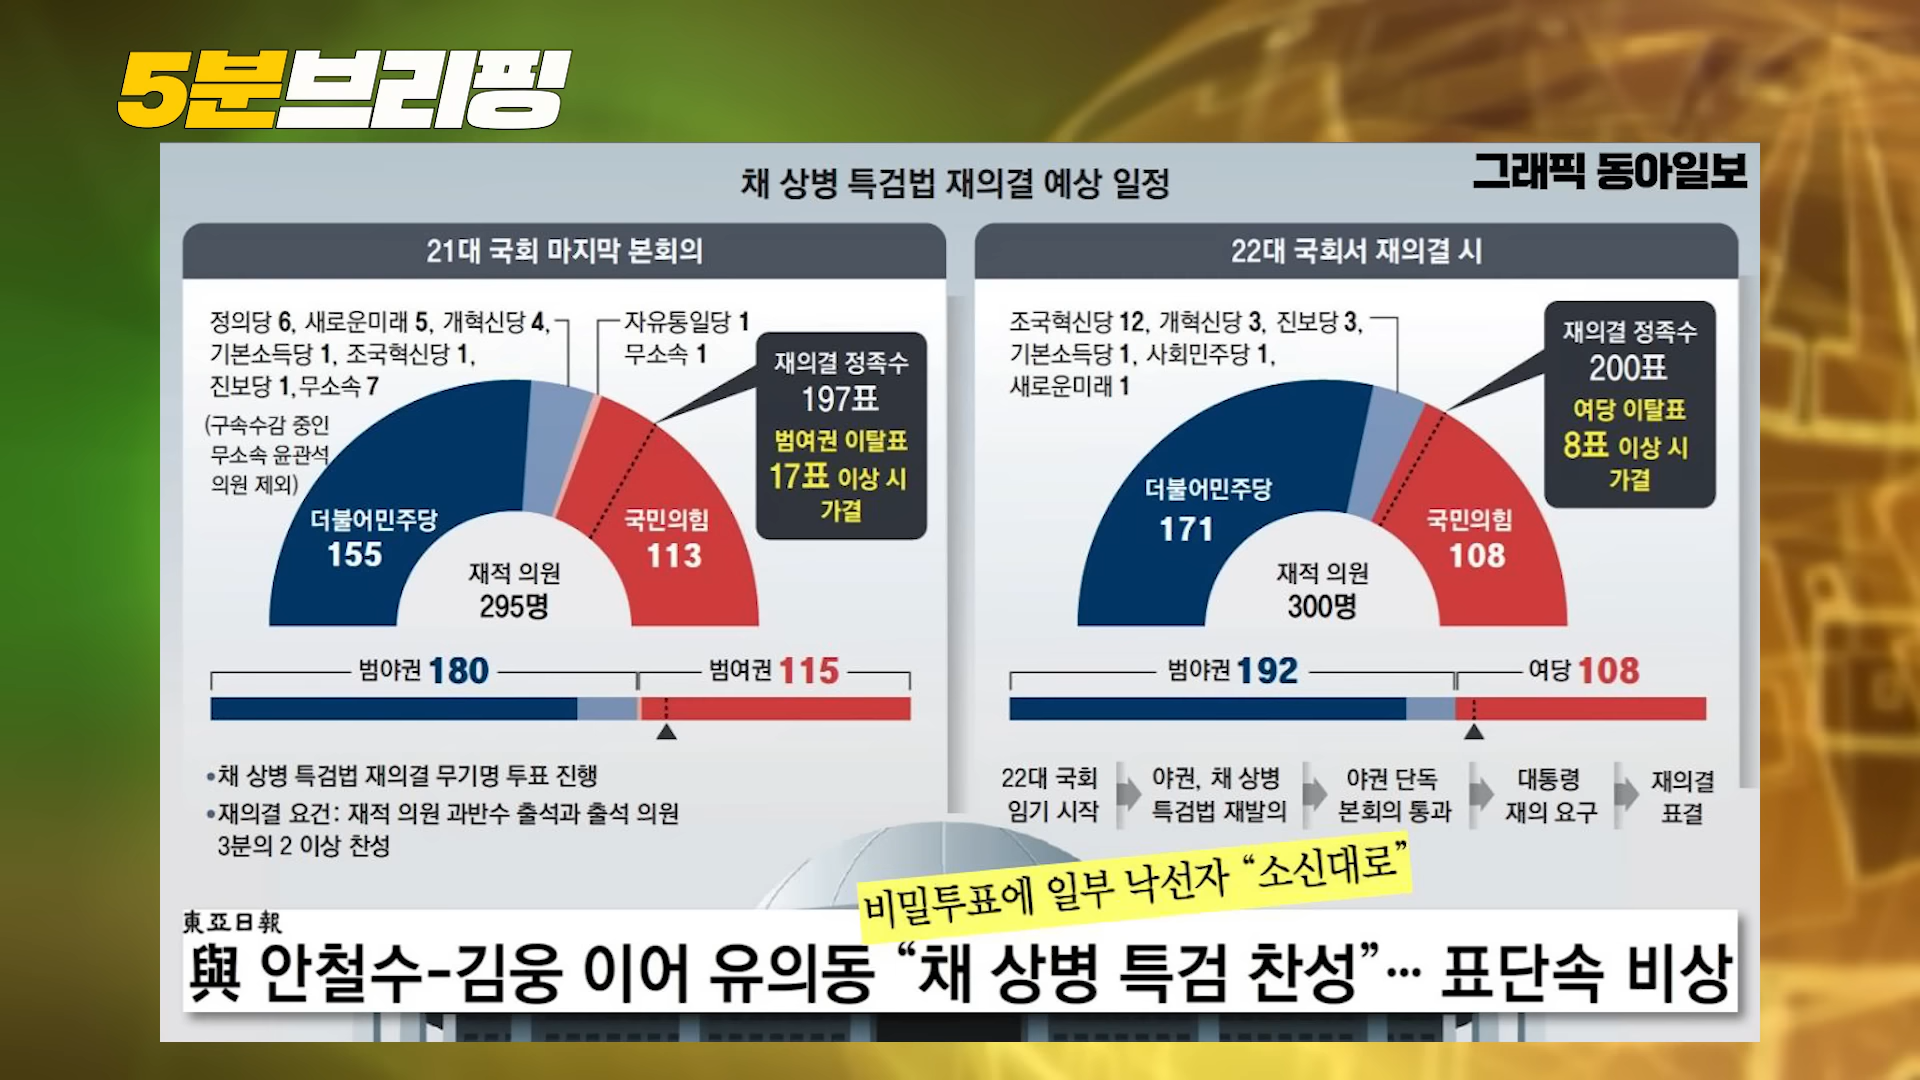 5분브리핑
채 상병 특검법 재의결 예상 일정
그래픽 동아일보
21대 국회 마지막 본회의
정의당 6, 새로운미래 5, 개혁신당 4,
기본소득당 1, 조국혁신당 1,
진보당 1, 무소속 7
(구속수감 중인
무소속 윤관석
의원 제외)
자유통일당 1
무소속 1
재의결 정족수
197표
범여권 이탈표
17표 이상 시
가결
더불어민주당
155
국민의힘
113
재적 의원
295명
범야권 180
범여권 115
•채 상병 특검법 재의결 무기명 투표 진행
•재의결 요건: 재적 의원 과반수 출석과 출석 의원
3분의 2 이상 찬성
22대 국회서 재의결 시
조국혁신당 12, 개혁신당 3, 진보당 3,
기본소득당 1, 사회민주당 1,
새로운미래 1
재의결 정족수
200표
여당 이탈표
8표 이상 시
가결
더불어민주당
171
국민의힘
108
재적 의원
300명
범야권 192
여당 108
22대 국회
임기 시작
야권, 채 상병
특검법 재발의
야권 단독
본회의 통과
대통령
재의 요구
재의결
표결
비밀투표에 일부 낙선자 “소신대로”
東亞日報
與 안철수-김웅 이어 유의동 “채 상병 특검 찬성”… 표단속 비상